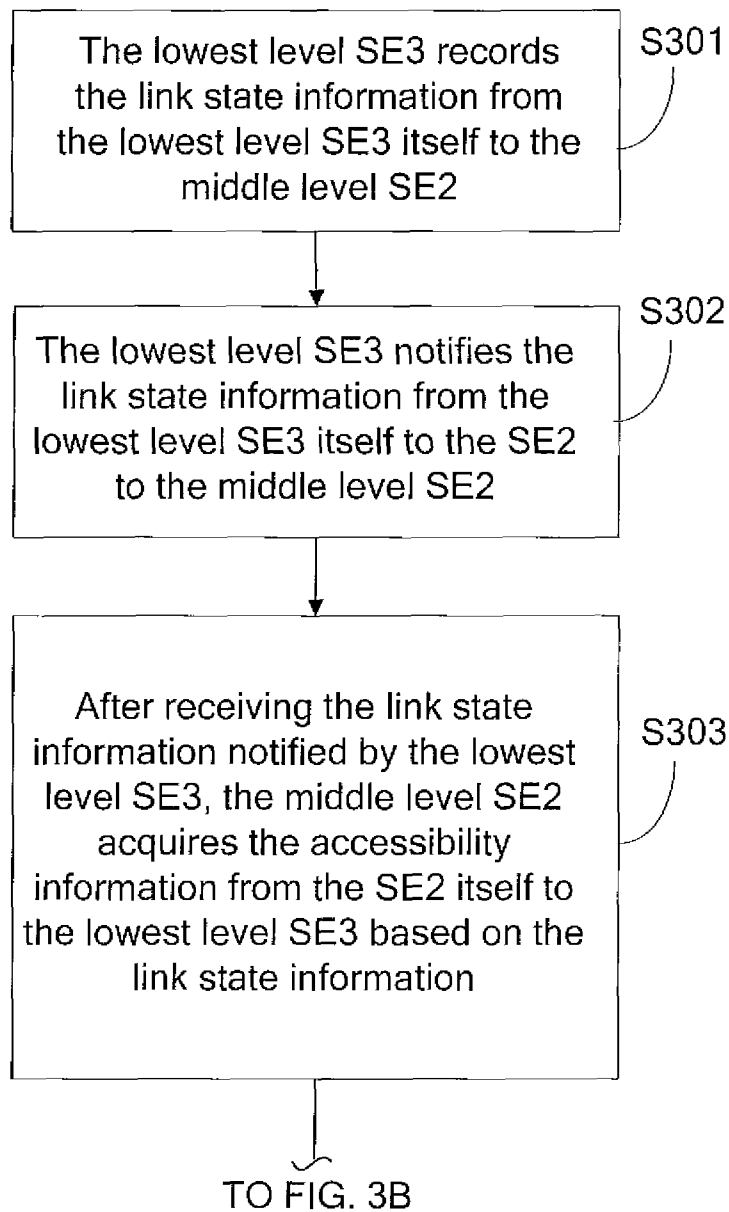 The lowest level SE3 records
the link state information from
the lowest level SE3 itself to the
middle level SE2
S301
The lowest level SE3 notifies the
link state information from the
lowest level SE3 itself to the SE2
to the middle level SE2
S302
After receiving the link state
information notified by the lowest
level SE3, the middle level SE2
acquires the accessibility
information from the SE2 itself to
the lowest level SE3 based on the
link state information
S303
TO FIG. 3B